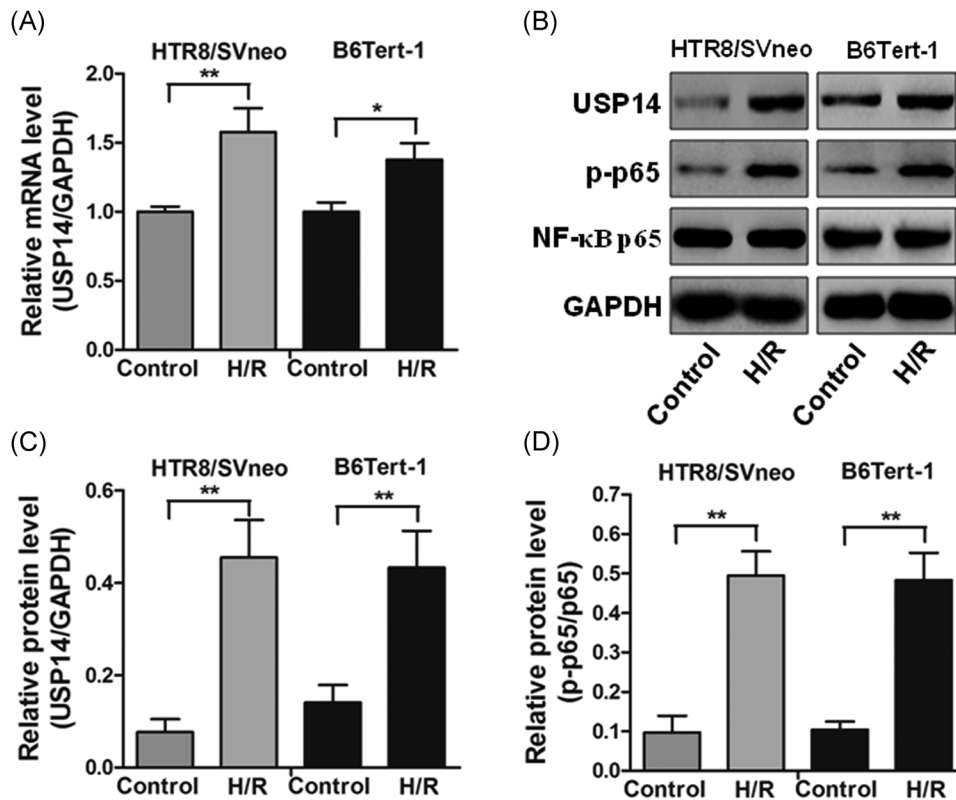 (A)
HTR8/SVneo B6Tert-1
** *
Relative mRNA level
(USP14/GAPDH)
2.0
1.5
1.0
0.5
0.0
Control H/R Control H/R
(B)
HTR8/SVneo B6Tert-1
USP14
p-p65
NF-κBp65
GAPDH
Control H/R Control H/R
(C)
HTR8/SVneo B6Tert-1
** **
Relative protein level
(USP14/GAPDH)
0.6
0.4
0.2
0.0
Control H/R Control H/R
(D)
HTR8/SVneo B6Tert-1
** **
Relative protein level
(p-p65/p65)
0.7
0.6
0.5
0.4
0.3
0.2
0.1
0.0
Control H/R Control H/R